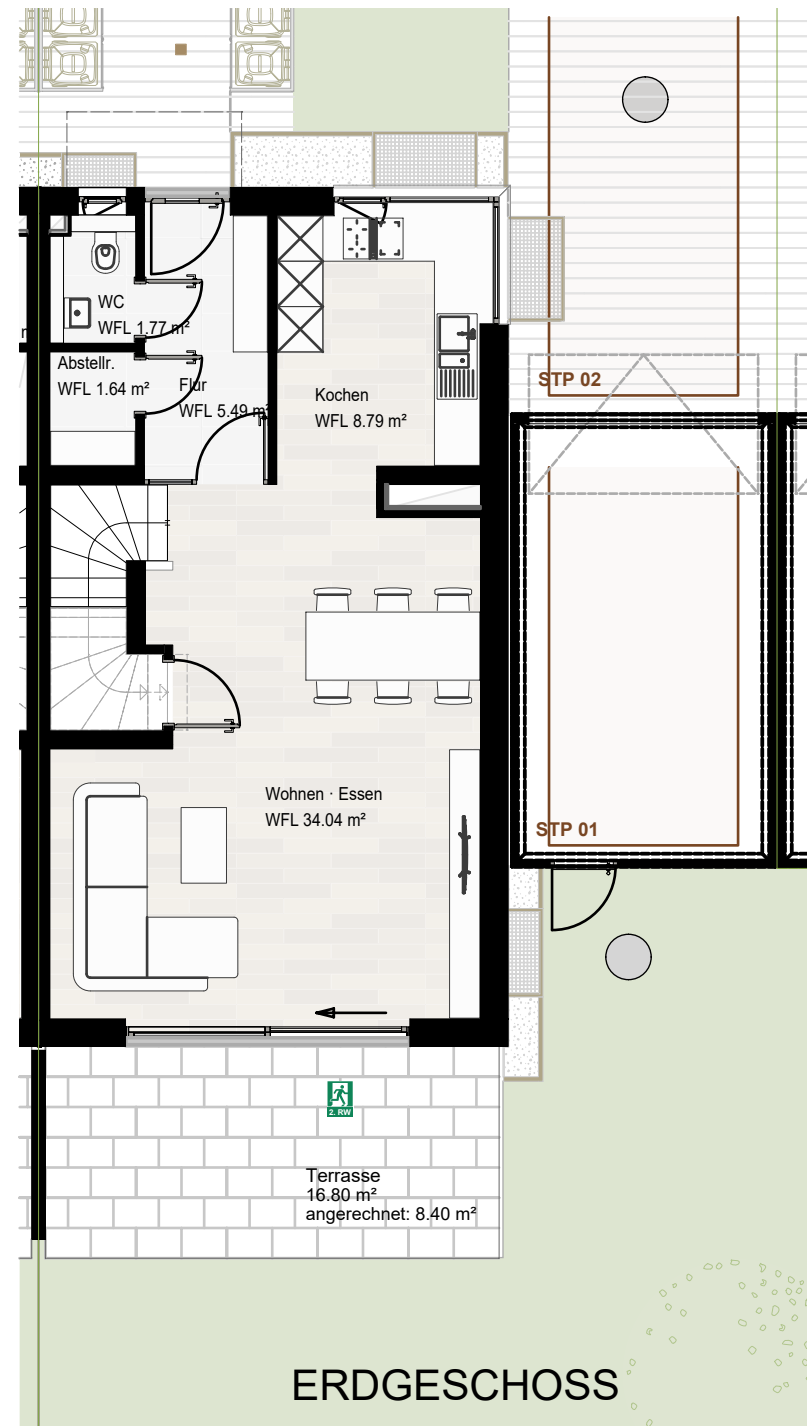 WC
WFL 1.77 m²
Abstellr.
WFL 1.64 m²
Flur
WFL 5.49 m²
Kochen
WFL 8.79 m²
STP 02
Wohnen · Essen
WFL 34.04 m²
STP 01
2. RW
Terrasse
16.80 m²
angerechnet: 8.40 m²
ERDGESCHOSS